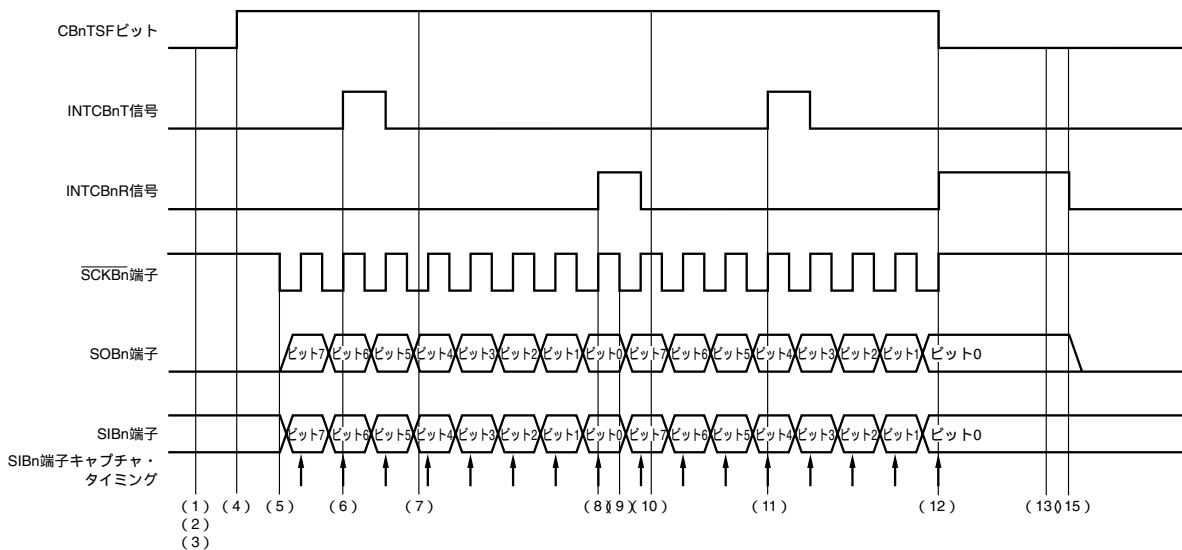 CBnTSFビット
INTCBnT信号
INTCBnR信号
SCKBn端子
SOBn端子
ビット7 ビット6 ビット5 ビット4 ビット3 ビット2 ビット1 ビット0 ビット7 ビット6 ビット5 ビット4 ビット3 ビット2 ビット1 ビット0
SIBn端子
ビット7 ビット6 ビット5 ビット4 ビット3 ビット2 ビット1 ビット0 ビット7 ビット6 ビット5 ビット4 ビット3 ビット2 ビット1 ビット0
SIBn端子キャプチャ・
タイミング
(1) (4) (5) (6) (7) (8) (9) (10) (11) (12) (13) (15)
(2)
(3)